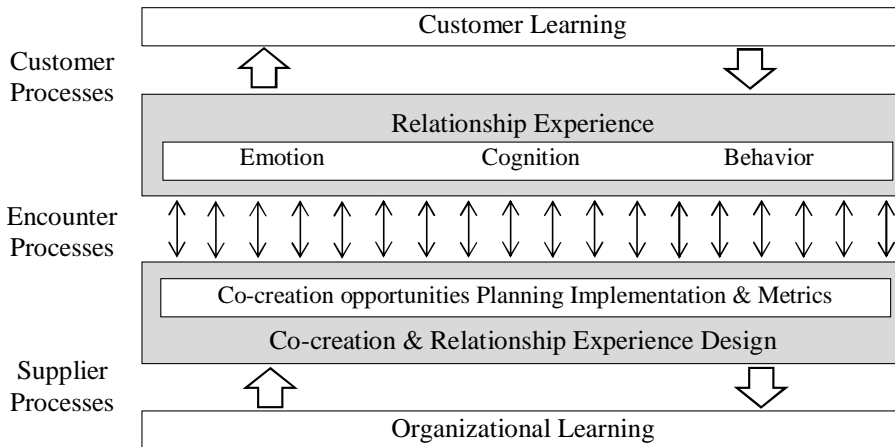 Customer Learning
Customer
Processes
Relationship Experience
Emotion Cognition Behavior
Encounter
Processes
Co-creation opportunities Planning Implementation & Metrics
Co-creation & Relationship Experience Design
Supplier
Processes
Organizational Learning